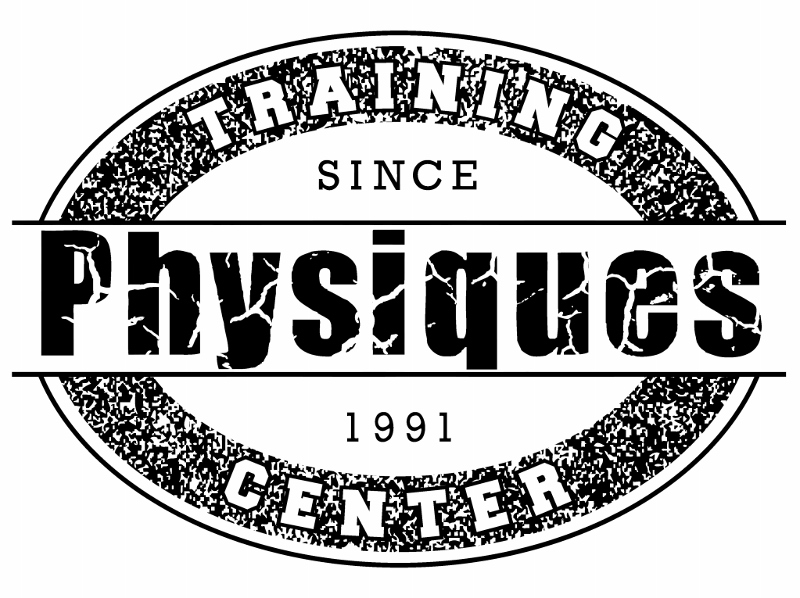 TRAINING
SINCE
Physiques
1991
CENTER